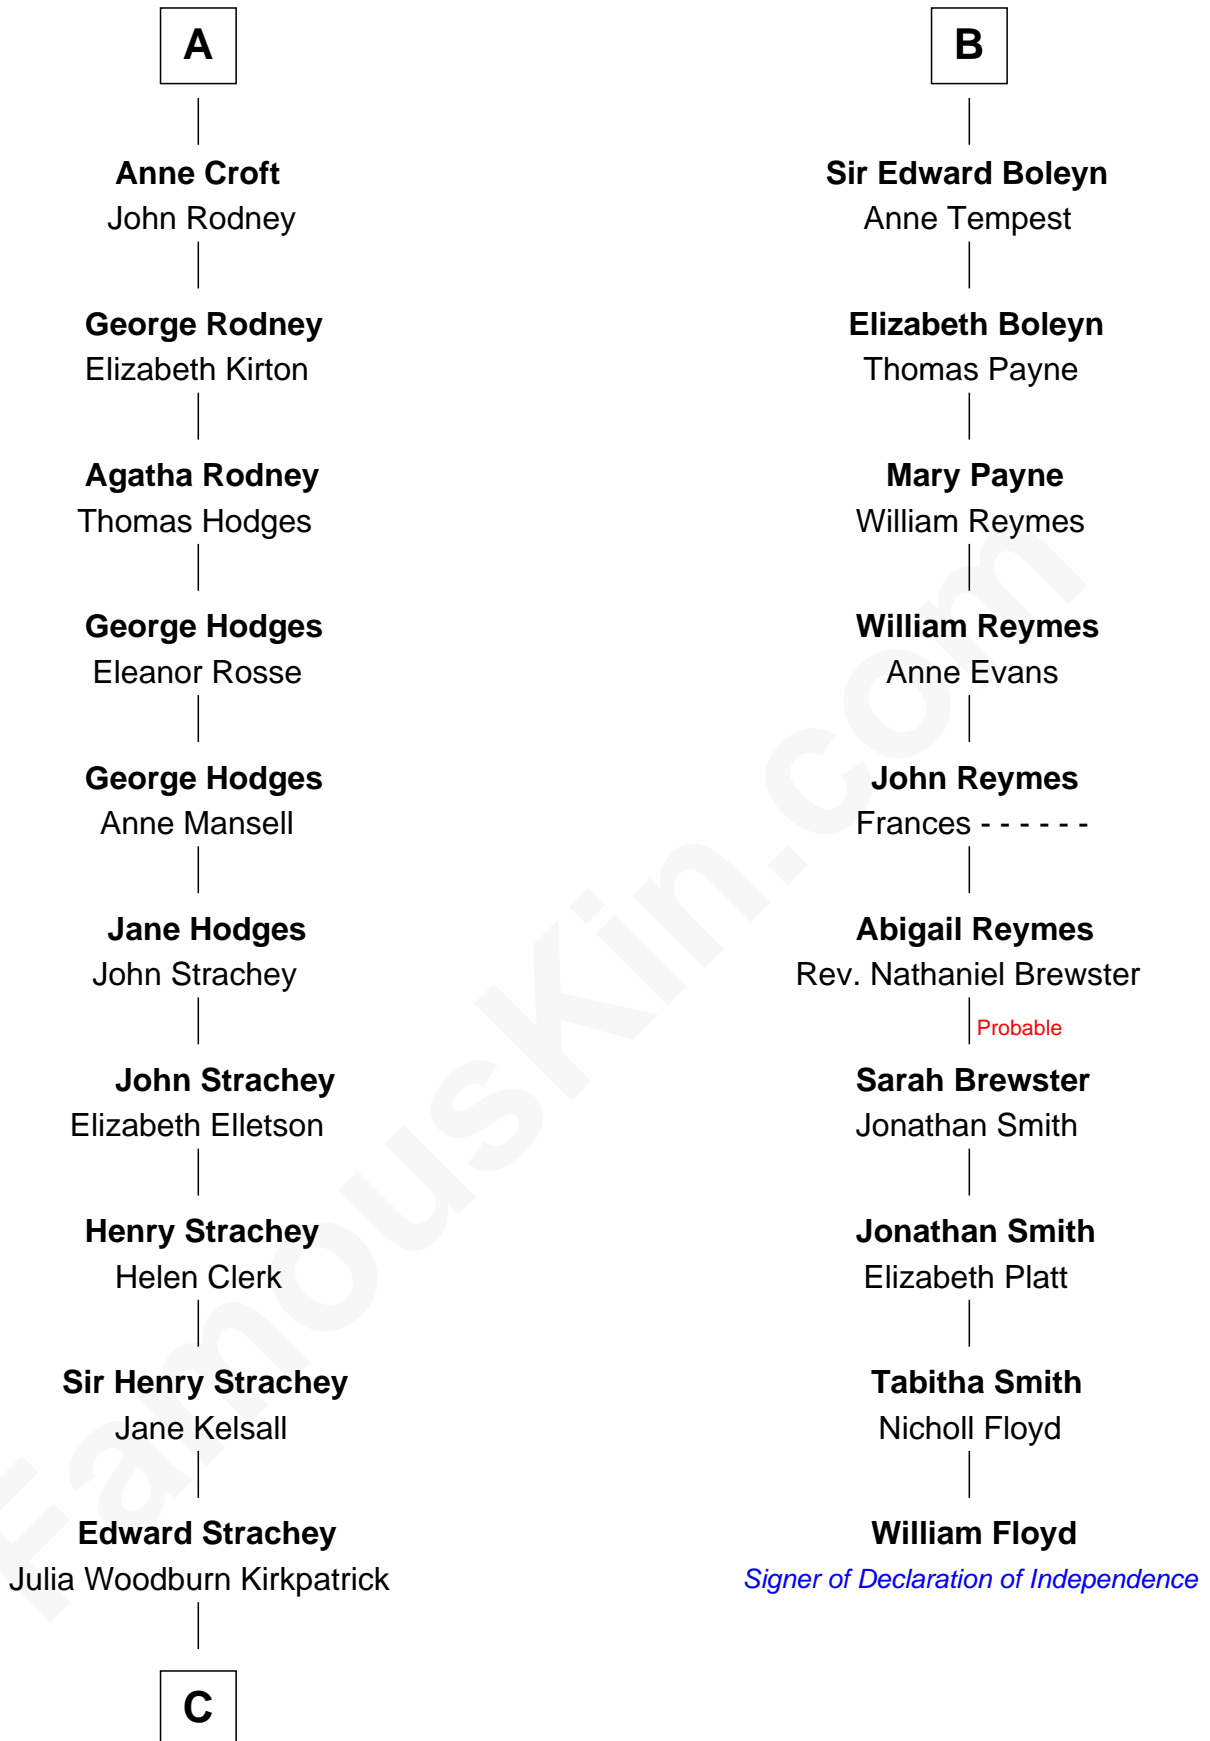 A
Anne Croft
John Rodney
George Rodney
Elizabeth Kirton
Agatha Rodney
Thomas Hodges
George Hodges
Eleanor Rosse
George Hodges
Anne Mansell
Jane Hodges
John Strachey
John Strachey
Elizabeth Elletson
Henry Strachey
Helen Clerk
Sir Henry Strachey
Jane Kelsall
Edward Strachey
Julia Woodburn Kirkpatrick
C
B
Sir Edward Boleyn
Anne Tempest
Elizabeth Boleyn
Thomas Payne
Mary Payne
William Reymes
William Reymes
Anne Evans
John Reymes
Frances - - - - - -
Abigail Reymes
Rev. Nathaniel Brewster
Probable
Sarah Brewster
Jonathan Smith
Jonathan Smith
Elizabeth Platt
Tabitha Smith
Nicholl Floyd
William Floyd
Signer of Declaration of Independence
FamousKin.com